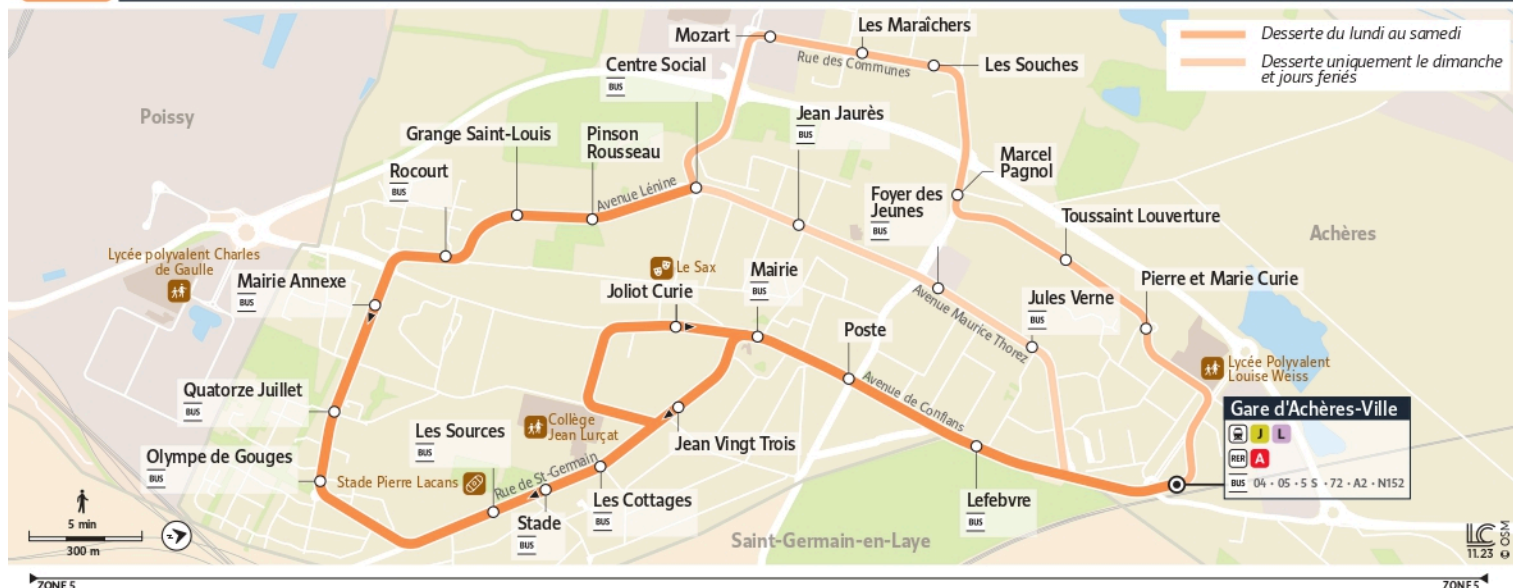 Mozart
Les Maraîchers
Rue des Communes
Les Souches
Desserte du lundi au samedi
Desserte uniquement le dimanche
et jours feriés
Centre Social
BUS
Poissy
Jean Jaurès
BUS
Grange Saint-Louis
Pinson
Rousseau
Rocourt
BUS
Avenue Lénine
Marcel
Pagnol
Foyer des
Jeunes
BUS
Toussaint Louverture
Achères
Lycée polyvalent Charles
de Gaulle
Mairie Annexe
BUS
Le Sax
Joliot Curie
Mairie
BUS
Pierre et Marie Curie
Avenue Maurice Thorez
Jules Verne
BUS
Poste
Lycée Polyvalent
Louise Weiss
Quatorze Juillet
BUS
Avenue de Conflans
Collège
Jean Lurçat
Les Sources
BUS
Jean Vingt Trois
Gare d'Achères-Ville
J L
RER A
BUS 04 · 05 · 5 S · 72 · A2 · N152
Olympe de Gouges
BUS
Stade Pierre Lacans
Rue de St-Germain
Les Cottages
BUS
Stade
BUS
Lefebvre
BUS
Saint-Germain-en-Laye
5 min
300 m
Z
LC
11.23 © OSM
ZONE 5
ZONE 5